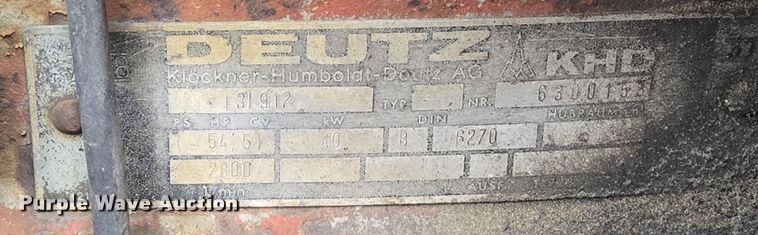 DEUTZ KHD
Klöckner-Humboldt-Deutz AG
F3L912 TYP NR. 6300153
PS HP CV kW DIN HUBRAUM
( 54,5) 40 B 6270
2800
1/min AUSF.
Purple Wave Auction